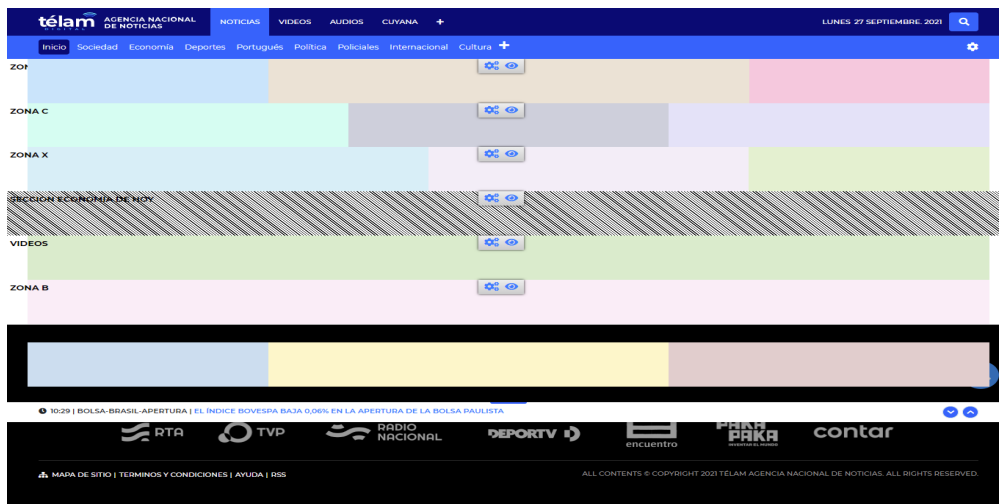 télam AGENCIA NACIONAL DE NOTICIAS NOTICIAS VIDEOS AUDIOS CUYANA + LUNES 27 SEPTIEMBRE. 2021
DIGITAL
Inicio Sociedad Economía Deportes Portugués Política Policiales Internacional Cultura +
ZONA C
ZONA X
SECCIÓN ECONOMÍA DE HOY
VIDEOS
ZONA B
10:29 | BOLSA-BRASIL-APERTURA | EL ÍNDICE BOVESPA BAJA 0,06% EN LA APERTURA DE LA BOLSA PAULISTA
RTA TVP RADIO NACIONAL DEPORTV encuentro PAKA PAKA contar
MAPA DE SITIO | TERMINOS Y CONDICIONES | AYUDA | RSS ALL CONTENTS © COPYRIGHT 2021 TÉLAM AGENCIA NACIONAL DE NOTICIAS. ALL RIGHTS RESERVED.